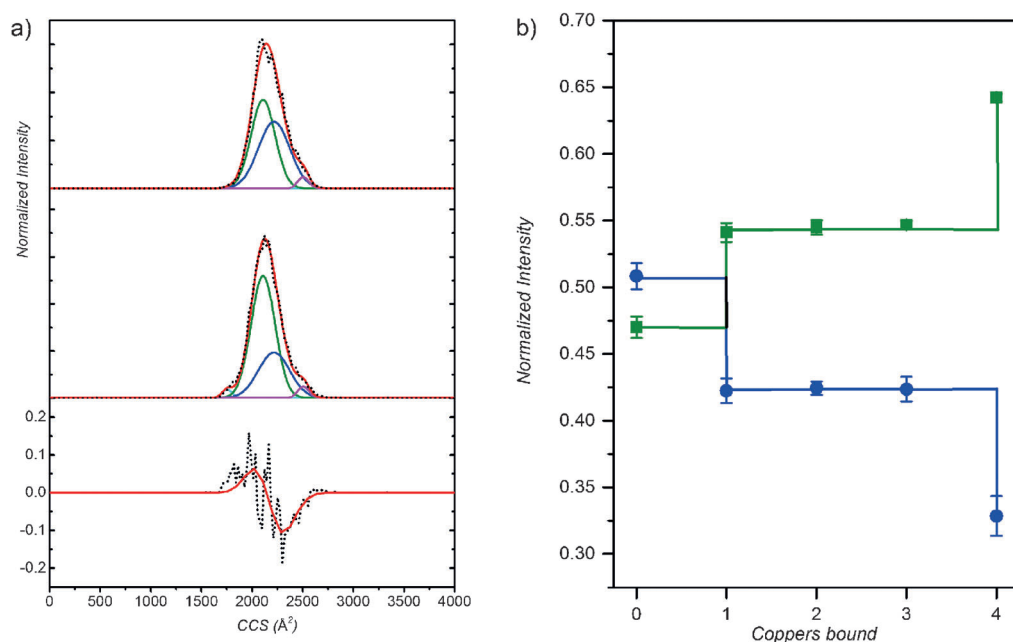 a)
Normalized Intensity
0.2
0.1
0.0
-0.1
-0.2
0 500 1000 1500 2000 2500 3000 3500 4000
CCS (Å²)
b)
Normalized Intensity
0.70
0.65
0.60
0.55
0.50
0.45
0.40
0.35
0.30
0 1 2 3 4
Coppers bound